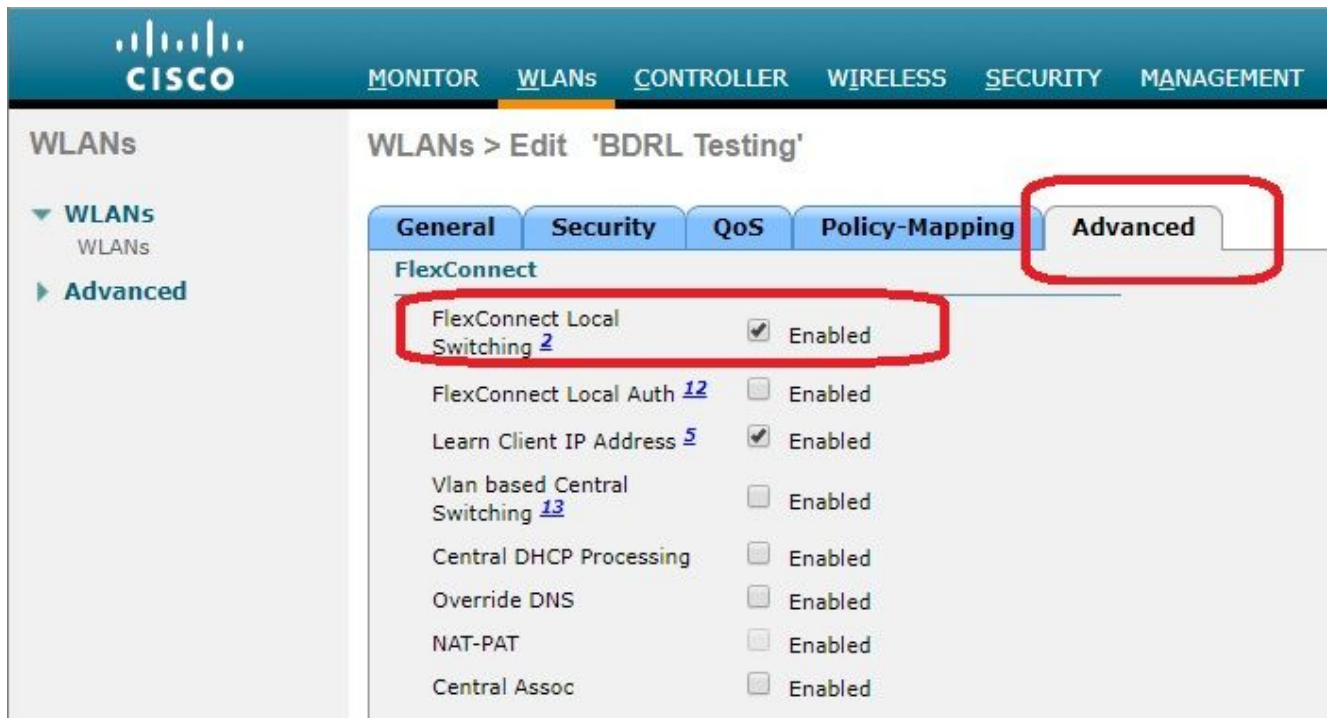 CISCO
MONITOR WLANs CONTROLLER WIRELESS SECURITY MANAGEMENT
WLANs
WLANs > Edit 'BDRL Testing'
WLANs
WLANs
Advanced
General Security QoS Policy-Mapping Advanced
FlexConnect
FlexConnect Local
Switching 2 Enabled
FlexConnect Local Auth 12 Enabled
Learn Client IP Address 5 Enabled
Vlan based Central
Switching 13 Enabled
Central DHCP Processing Enabled
Override DNS Enabled
NAT-PAT Enabled
Central Assoc Enabled